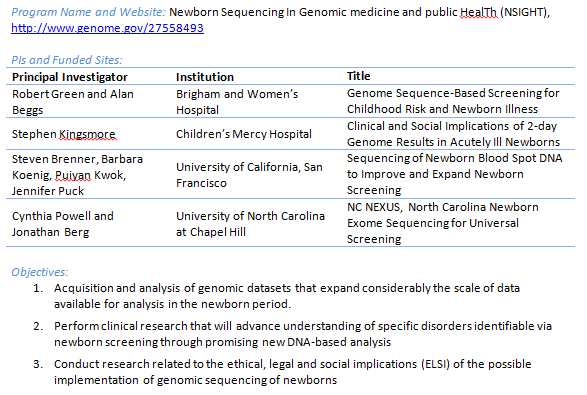 Program Name and Website: Newborn Sequencing In Genomic medicine and public HealTh (NSIGHT),
http://www.genome.gov/27558493
PIs and Funded Sites:
Principal Investigator Institution Title
Robert Green and Alan Brigham and Women's Genome Sequence-Based Screening for
Beggs Hospital Childhood Risk and Newborn Illness
Stephen Kingsmore Children's Mercy Hospital Clinical and Social Implications of 2-day
Genome Results in Acutely Ill Newborns
Steven Brenner, Barbara University of California, San Sequencing of Newborn Blood Spot DNA
Koenig, Puiyan Kwok, Francisco to Improve and Expand Newborn
Jennifer Puck Screening
Cynthia Powell and University of North Carolina NC NEXUS, North Carolina Newborn
Jonathan Berg at Chapel Hill Exome Sequencing for Universal
Screening
Objectives:
1. Acquisition and analysis of genomic datasets that expand considerably the scale of data
available for analysis in the newborn period.
2. Perform clinical research that will advance understanding of specific disorders identifiable via
newborn screening through promising new DNA-based analysis
3. Conduct research related to the ethical, legal and social implications (ELSI) of the possible
implementation of genomic sequencing of newborns